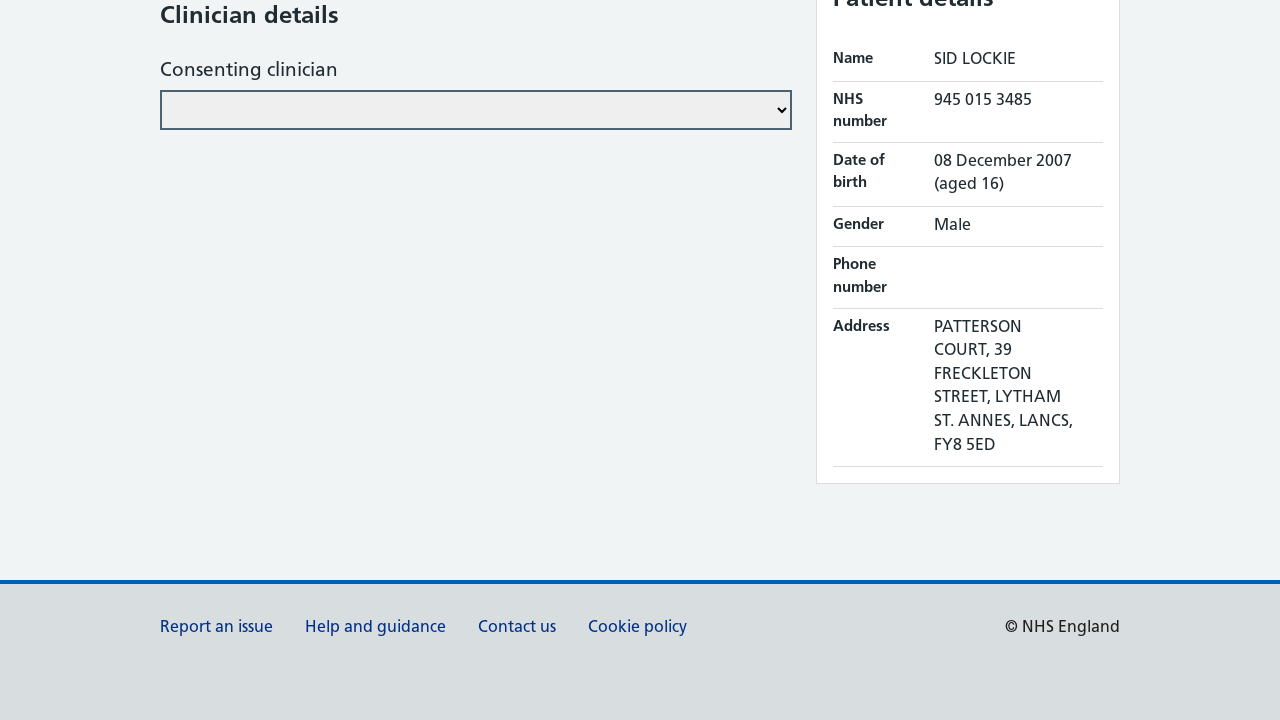 Clinician details
Consenting clinician
Patient details
Name SID LOCKIE
NHS number 945 015 3485
Date of birth 08 December 2007 (aged 16)
Gender Male
Phone number
Address PATTERSON
COURT, 39
FRECKLETON
STREET, LYTHAM
ST. ANNES, LANCS,
FY8 5ED
Report an issue Help and guidance Contact us Cookie policy © NHS England